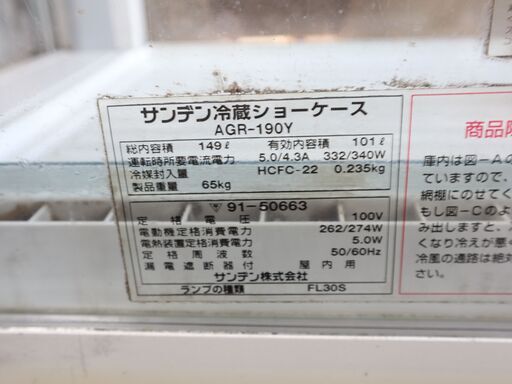 サンデン冷蔵ショーケース
AGR-190Y
総内容積 149ℓ 有効内容積 101ℓ
運転時所要電流電力 5.0/4.3A 332/340W
冷媒封入量 HCFC-22 0.235kg
製品重量 65kg
91-50663
定格電圧 100V
電動機定格消費電力 262/274W
電熱装置定格消費電力 5.0W
定格周波数 50/60Hz
漏電遮断器付 屋内用
サンデン株式会社
ランプの種類 FL30S
商品陳
庫内は図-Aの
ていますので、
網棚にのせてく
もし図-Cのよ
み出しますと、
くなり冷えが悪
冷風の通路は絶対